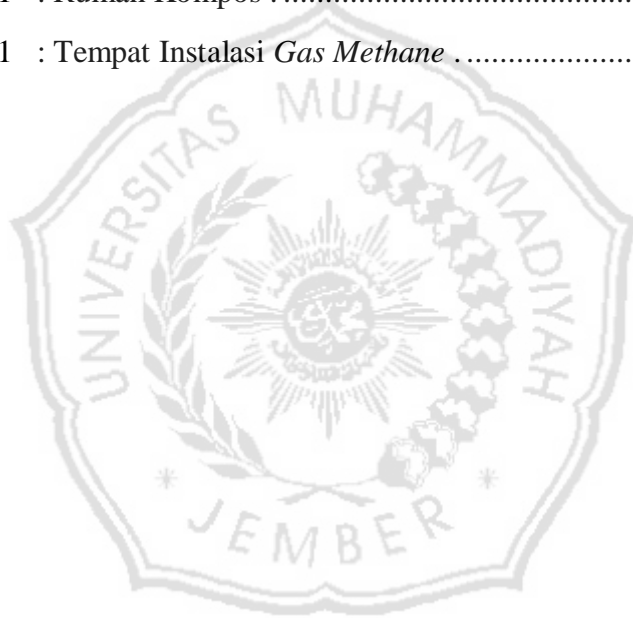 1 : Rumah Kompos . ...................................................
1 : Tempat Instalasi Gas Methane . .....................
UNIVERSITAS MUHAMMADIYAH
* JEMBER *